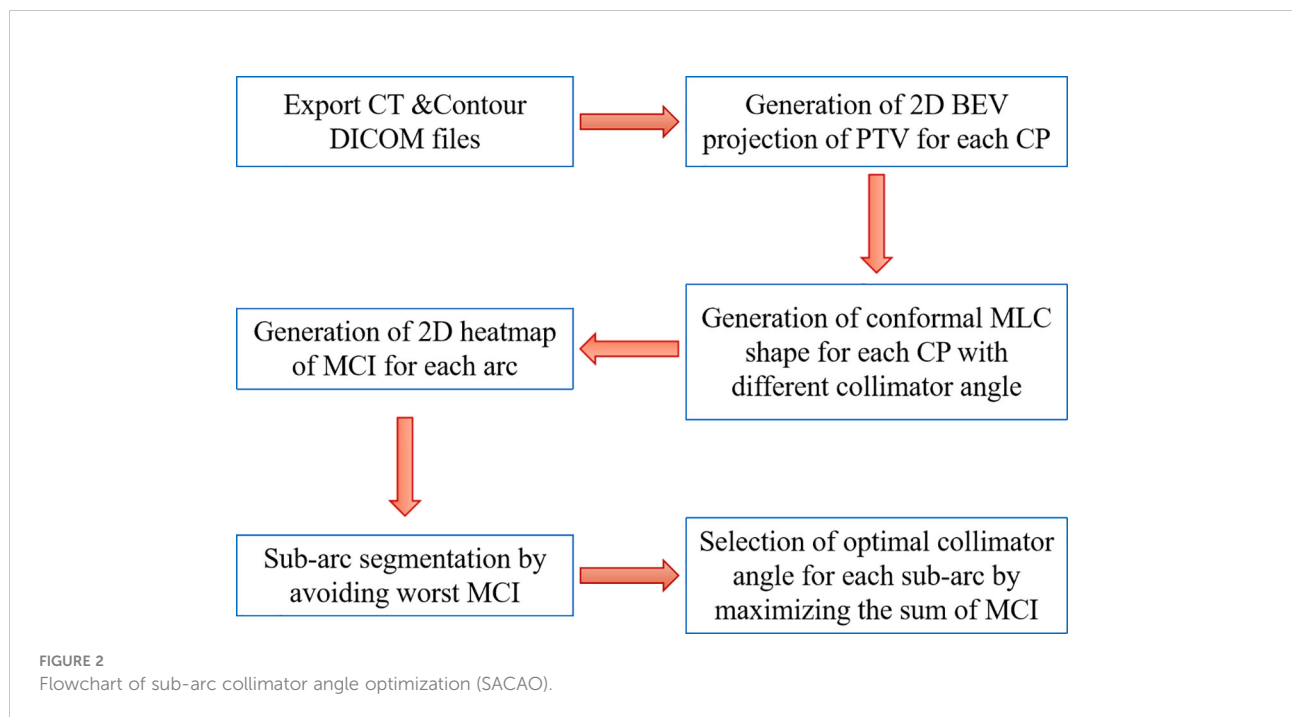 Export CT &Contour
DICOM files
Generation of 2D BEV
projection of PTV for each CP
Generation of conformal MLC
shape for each CP with
different collimator angle
Generation of 2D heatmap
of MCI for each arc
Sub-arc segmentation by
avoiding worst MCI
Selection of optimal collimator
angle for each sub-arc by
maximizing the sum of MCI
FIGURE 2
Flowchart of sub-arc collimator angle optimization (SACAO).